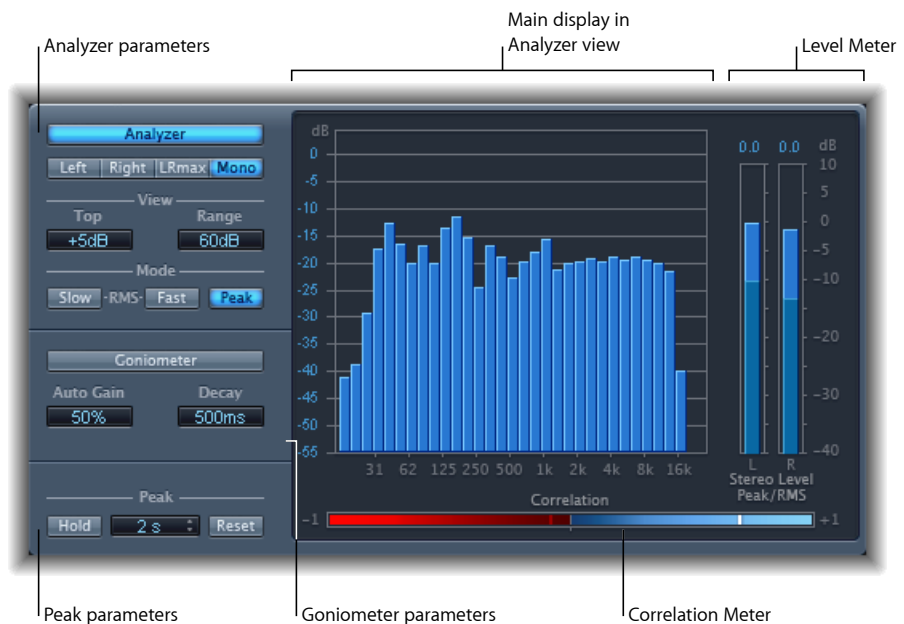 Main display in
Analyzer view
Analyzer parameters
Level Meter
Analyzer
Left Right LRmax Mono
View
Top Range
+5dB 60dB
Mode
Slow -RMS- Fast Peak
Goniometer
Auto Gain Decay
50% 500ms
Peak
Hold 2 s Reset
dB
0
-5
-10
-15
-20
-25
-30
-35
-40
-45
-50
-55
31 62 125 250 500 1k 2k 4k 8k 16k
0.0 0.0 dB
10
5
0
-5
-10
-20
-30
-40
L R
Stereo Level
Peak/RMS
Correlation
-1 +1
Peak parameters
Goniometer parameters
Correlation Meter